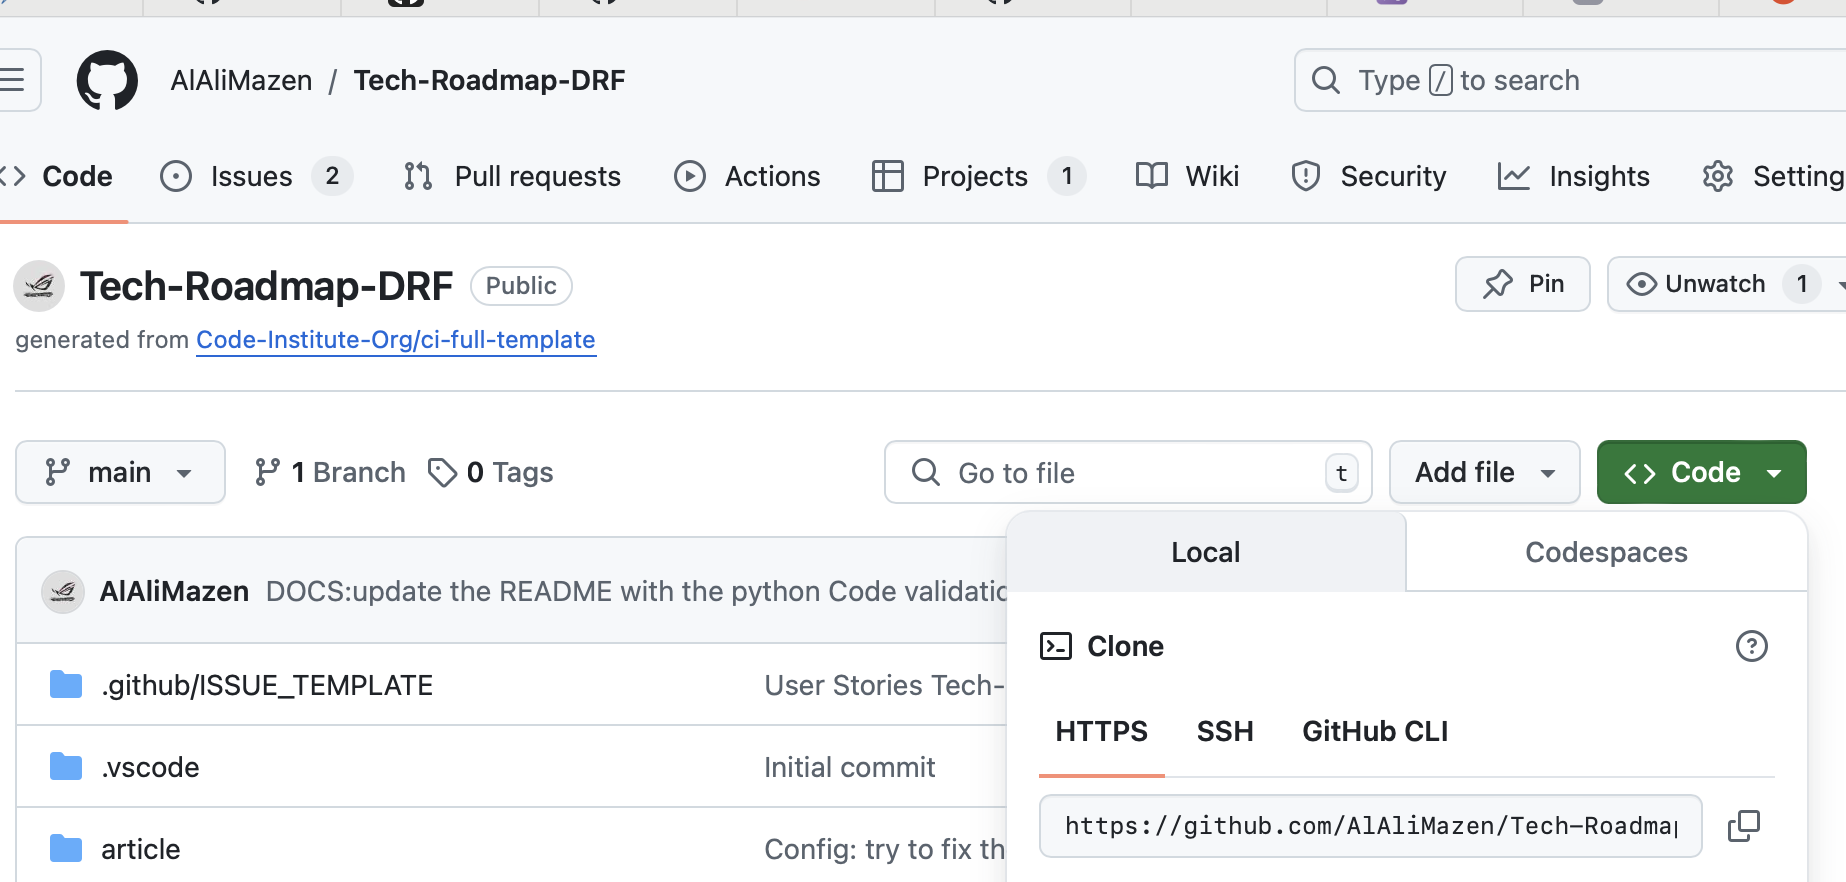 AlAliMazen / Tech-Roadmap-DRF
Type / to search
Code
Issues 2
Pull requests
Actions
Projects 1
Wiki
Security
Insights
Setting
Tech-Roadmap-DRF Public
Pin
Unwatch 1
generated from Code-Institute-Org/ci-full-template
main
1 Branch
0 Tags
Go to file t
Add file
Code
Local
Codespaces
AlAliMazen DOCS:update the README with the python Code validatio
Clone
.github/ISSUE_TEMPLATE
User Stories Tech-
HTTPS
SSH
GitHub CLI
.vscode
Initial commit
https://github.com/AlAliMazen/Tech-Roadmap
article
Config: try to fix th